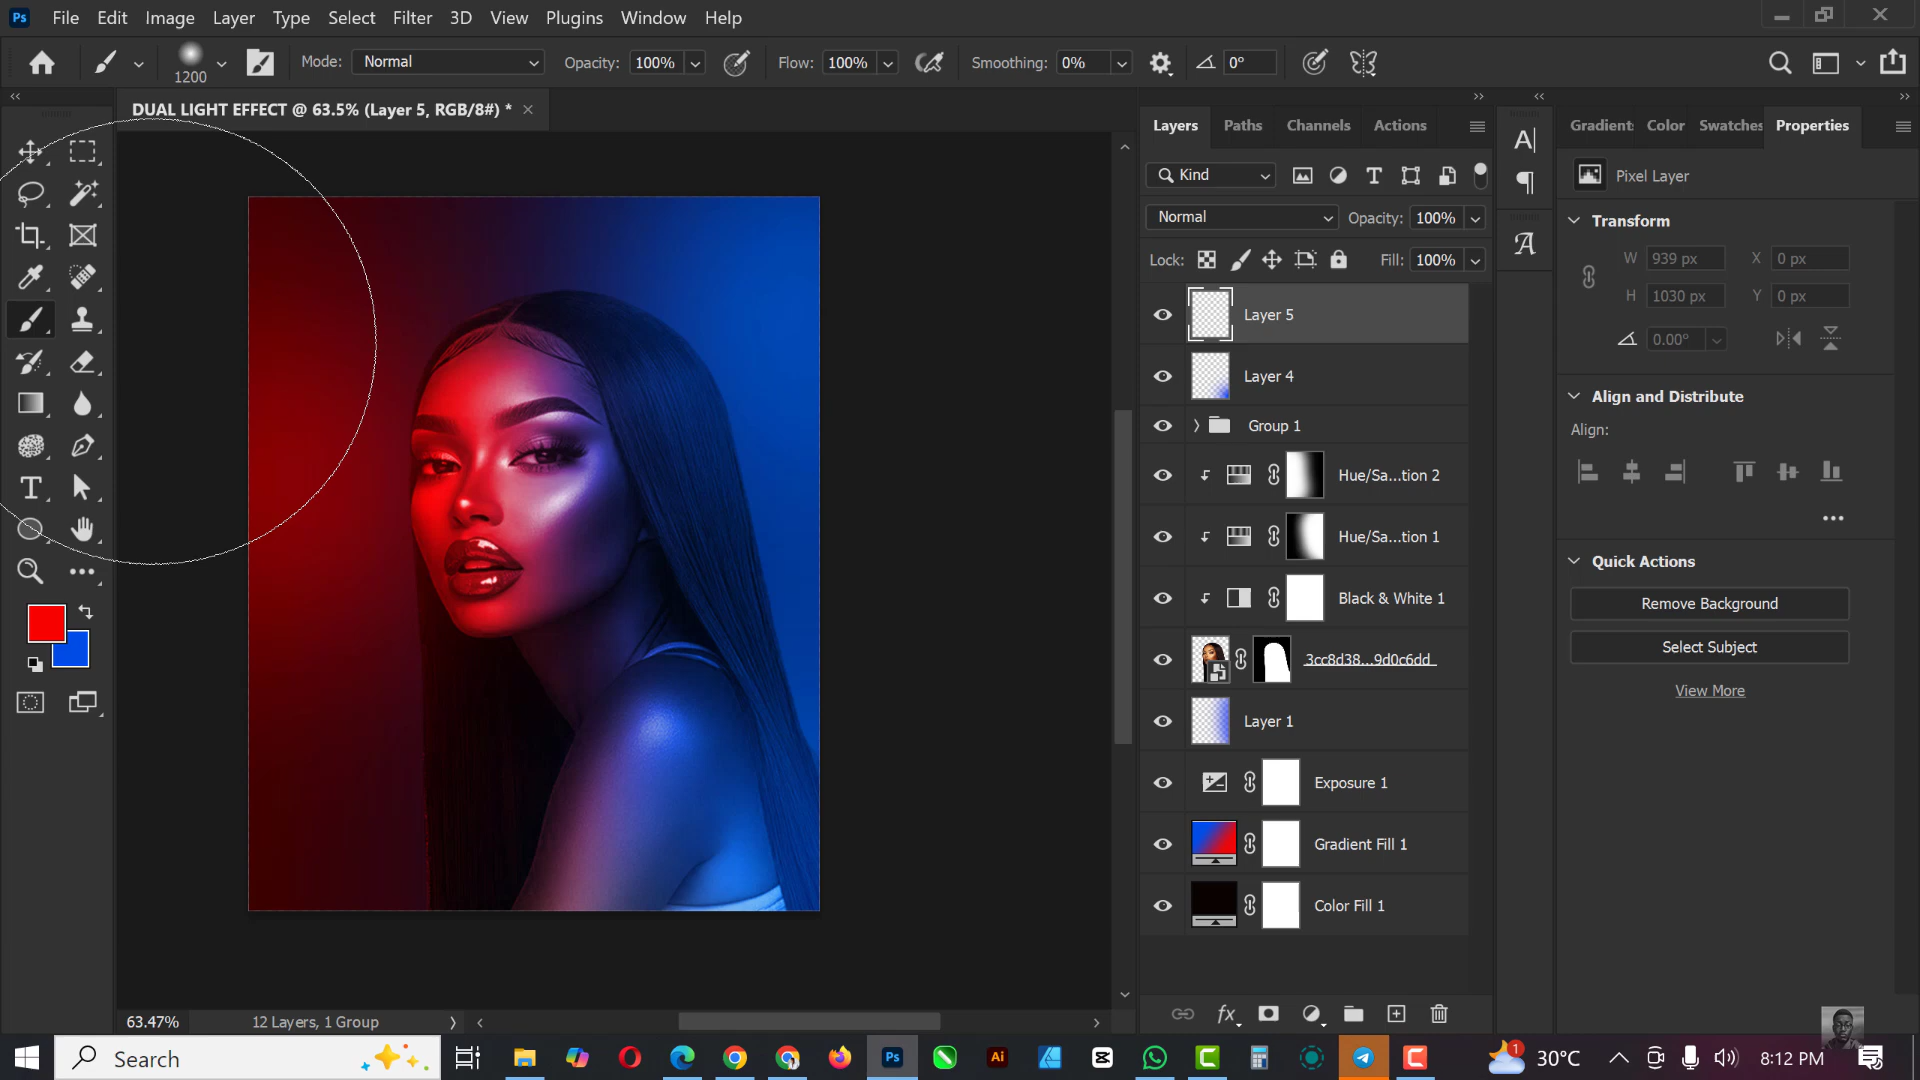 Ps File Edit Image Layer Type Select Filter 3D View Plugins Window Help
1200 Mode: Normal Opacity: 100% Flow: 100% Smoothing: 0% 0°
DUAL LIGHT EFFECT @ 63.5% (Layer 5, RGB/8#) * ×
Layers Paths Channels Actions
Kind
Normal Opacity: 100%
Lock: Fill: 100%
Layer 5
Layer 4
Group 1
Hue/Sa...tion 2
Hue/Sa...tion 1
Black & White 1
3cc8d38...9d0c6dd
Layer 1
Exposure 1
Gradient Fill 1
Color Fill 1
Gradient Color Swatches Properties
Pixel Layer
Transform
W 939 px X 0 px
H 1030 px Y 0 px
0.00°
Align and Distribute
Align:
Quick Actions
Remove Background
Select Subject
View More
63.47% 12 Layers, 1 Group
Search Ps Ai 1 30°C 8:12 PM